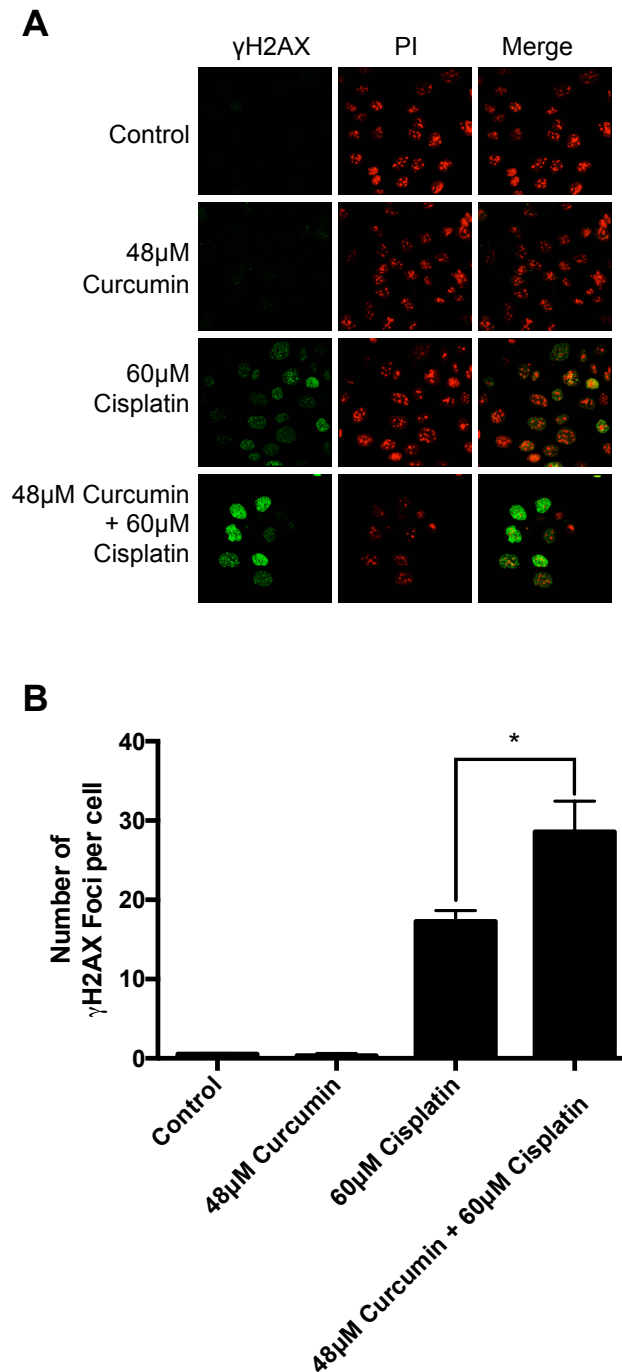 A
γH2AX PI Merge
Control
48μM
Curcumin
60μM
Cisplatin
48μM Curcumin
+ 60μM
Cisplatin
B
Number of
γH2AX Foci per cell
40
30
20
10
0
*
Control
48μM Curcumin
60μM Cisplatin
48μM Curcumin + 60μM Cisplatin